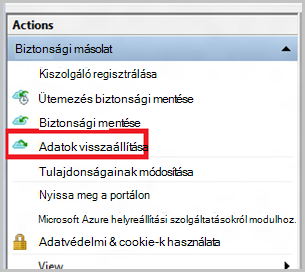 Actions
Biztonsági másolat
Kiszolgáló regisztrálása
Ütemezés biztonsági mentése
Biztonsági mentése
Adatok visszaállítása
Tulajdonságainak módosítása
Nyissa meg a portálon
Microsoft Azure helyreállítási szolgáltatásokról modulhoz.
Adatvédelmi & cookie-k használata
View